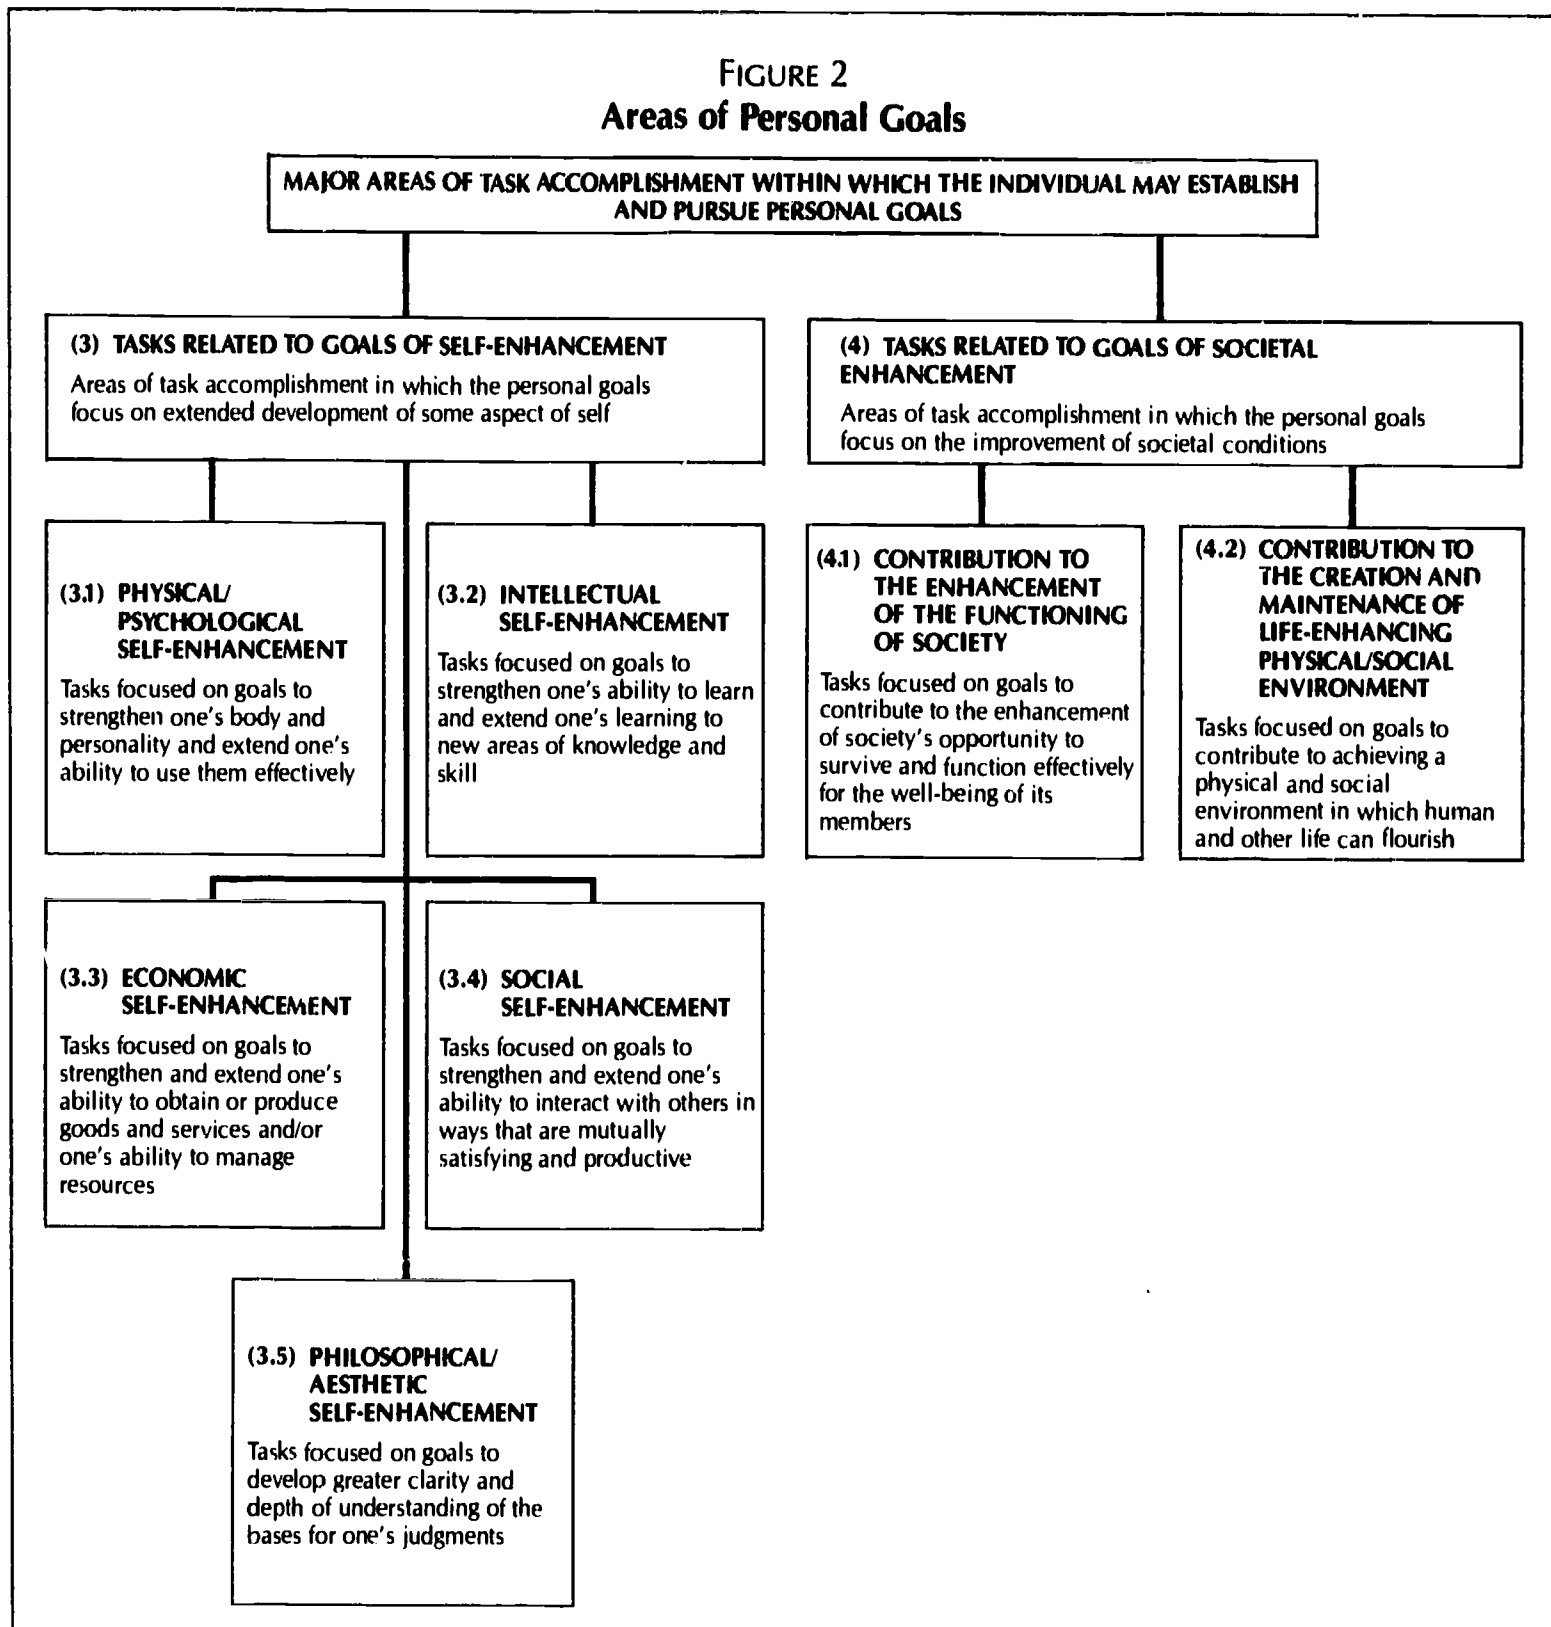 FIGURE 2
Areas of Personal Goals
MAJOR AREAS OF TASK ACCOMPLISHMENT WITHIN WHICH THE INDIVIDUAL MAY ESTABLISH
AND PURSUE PERSONAL GOALS
(3) TASKS RELATED TO GOALS OF SELF-ENHANCEMENT
Areas of task accomplishment in which the personal goals
focus on extended development of some aspect of self
(4) TASKS RELATED TO GOALS OF SOCIETAL
ENHANCEMENT
Areas of task accomplishment in which the personal goals
focus on the improvement of societal conditions
(3.1) PHYSICAL/
PSYCHOLOGICAL
SELF-ENHANCEMENT
Tasks focused on goals to
strengthen one's body and
personality and extend one's
ability to use them effectively
(3.2) INTELLECTUAL
SELF-ENHANCEMENT
Tasks focused on goals to
strengthen one's ability to learn
and extend one's learning to
new areas of knowledge and
skill
(4.1) CONTRIBUTION TO
THE ENHANCEMENT
OF THE FUNCTIONING
OF SOCIETY
Tasks focused on goals to
contribute to the enhancement
of society's opportunity to
survive and function effectively
for the well-being of its
members
(4.2) CONTRIBUTION TO
THE CREATION AND
MAINTENANCE OF
LIFE-ENHANCING
PHYSICAL/SOCIAL
ENVIRONMENT
Tasks focused on goals to
contribute to achieving a
physical and social
environment in which human
and other life can flourish
(3.3) ECONOMIC
SELF-ENHANCEMENT
Tasks focused on goals to
strengthen and extend one's
ability to obtain or produce
goods and services and/or
one's ability to manage
resources
(3.4) SOCIAL
SELF-ENHANCEMENT
Tasks focused on goals to
strengthen and extend one's
ability to interact with others in
ways that are mutually
satisfying and productive
(3.5) PHILOSOPHICAL/
AESTHETIC
SELF-ENHANCEMENT
Tasks focused on goals to
develop greater clarity and
depth of understanding of the
bases for one's judgments